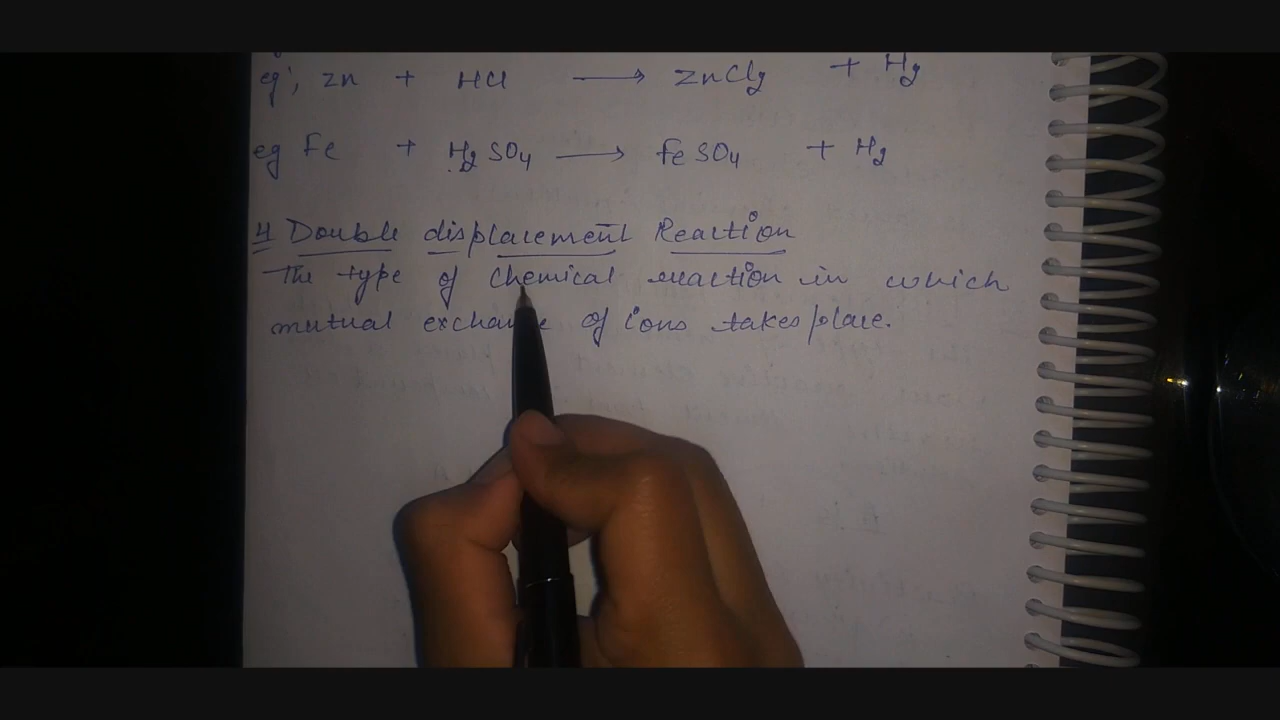 eg', zn + HCl → ZnCl2 + H2
eg Fe + H2SO4 → FeSO4 + H2
4 Double displacement Reaction
The type of chemical reaction in which
mutual exchange of ions takes place.